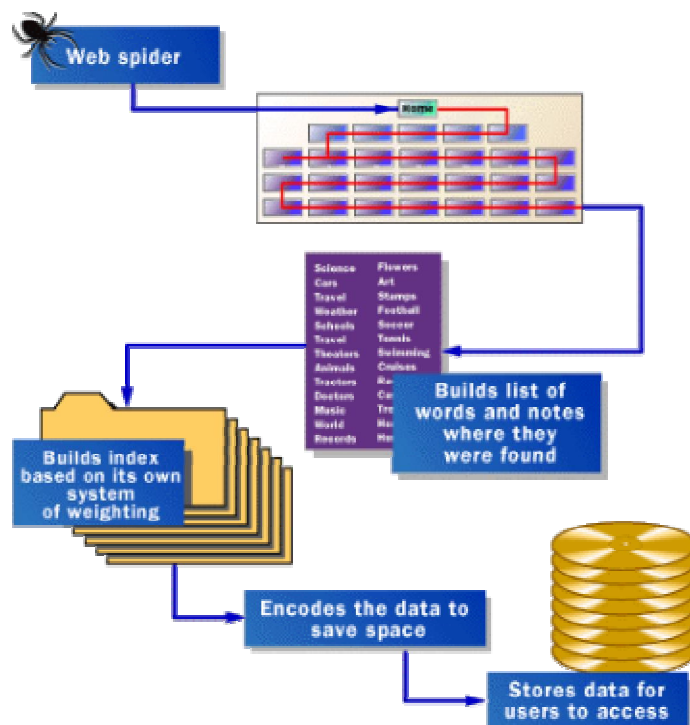 Web spider
Home
Science
Cars
Travel
Weather
Schools
Travel
Theaters
Animals
Tractors
Doctors
Music
World
Records
Flowers
Art
Stamps
Football
Soccer
Tennis
Swimming
Cruises
Builds list of
words and notes
where they
were found
Builds index
based on its own
system
of weighting
Encodes the data to
save space
Stores data for
users to access